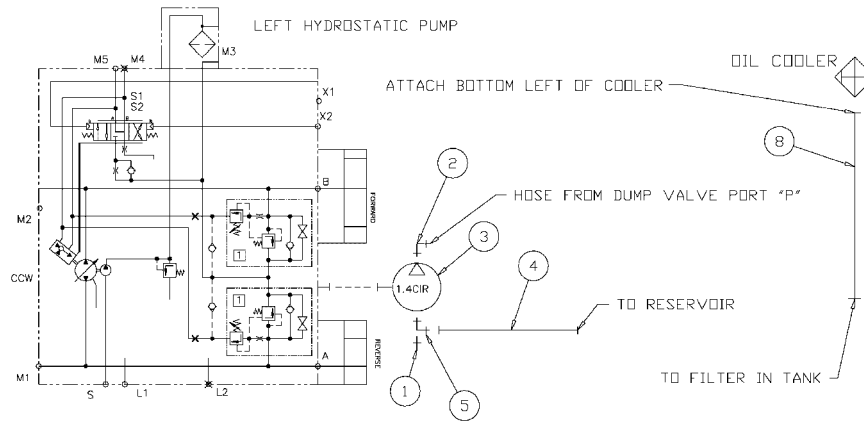 LEFT HYDROSTATIC PUMP
M3
M5 M4
OIL COOLER
ATTACH BOTTOM LEFT OF COOLER
X1
S1
S2
X2
8
2
B
HOSE FROM DUMP VALVE PORT "P"
FORWARD
M2
1
3
CCW
1.4CIR
4
1
TO RESERVOIR
REVERSE
A
M1
TO FILTER IN TANK
S L1 L2
1
5